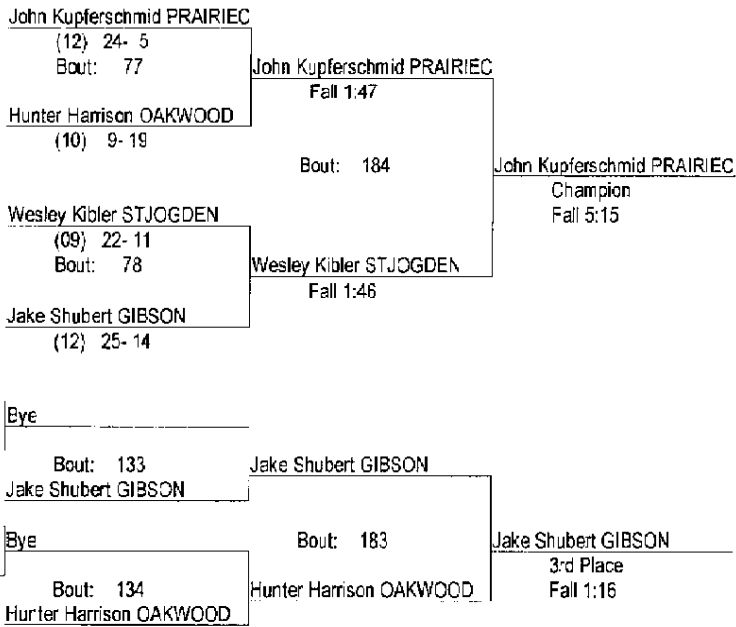 John Kupferschmid PRAIRIEC
(12) 24- 5
Bout: 77
John Kupferschmid PRAIRIEC
Fall 1:47
Hunter Harrison OAKWOOD
(10) 9- 19
Bout: 184
John Kupferschmid PRAIRIEC
Champion
Fall 5:15
Wesley Kibler STJOGDEN
(09) 22- 11
Bout: 78
Wesley Kibler STJOGDEN
Fall 1:46
Jake Shubert GIBSON
(12) 25- 14
Bye
Bout: 133
Jake Shubert GIBSON
Jake Shubert GIBSON
Bye
Bout: 183
Jake Shubert GIBSON
3rd Place
Fall 1:16
Bout: 134
Hunter Harrison OAKWOOD
Hunter Harrison OAKWOOD